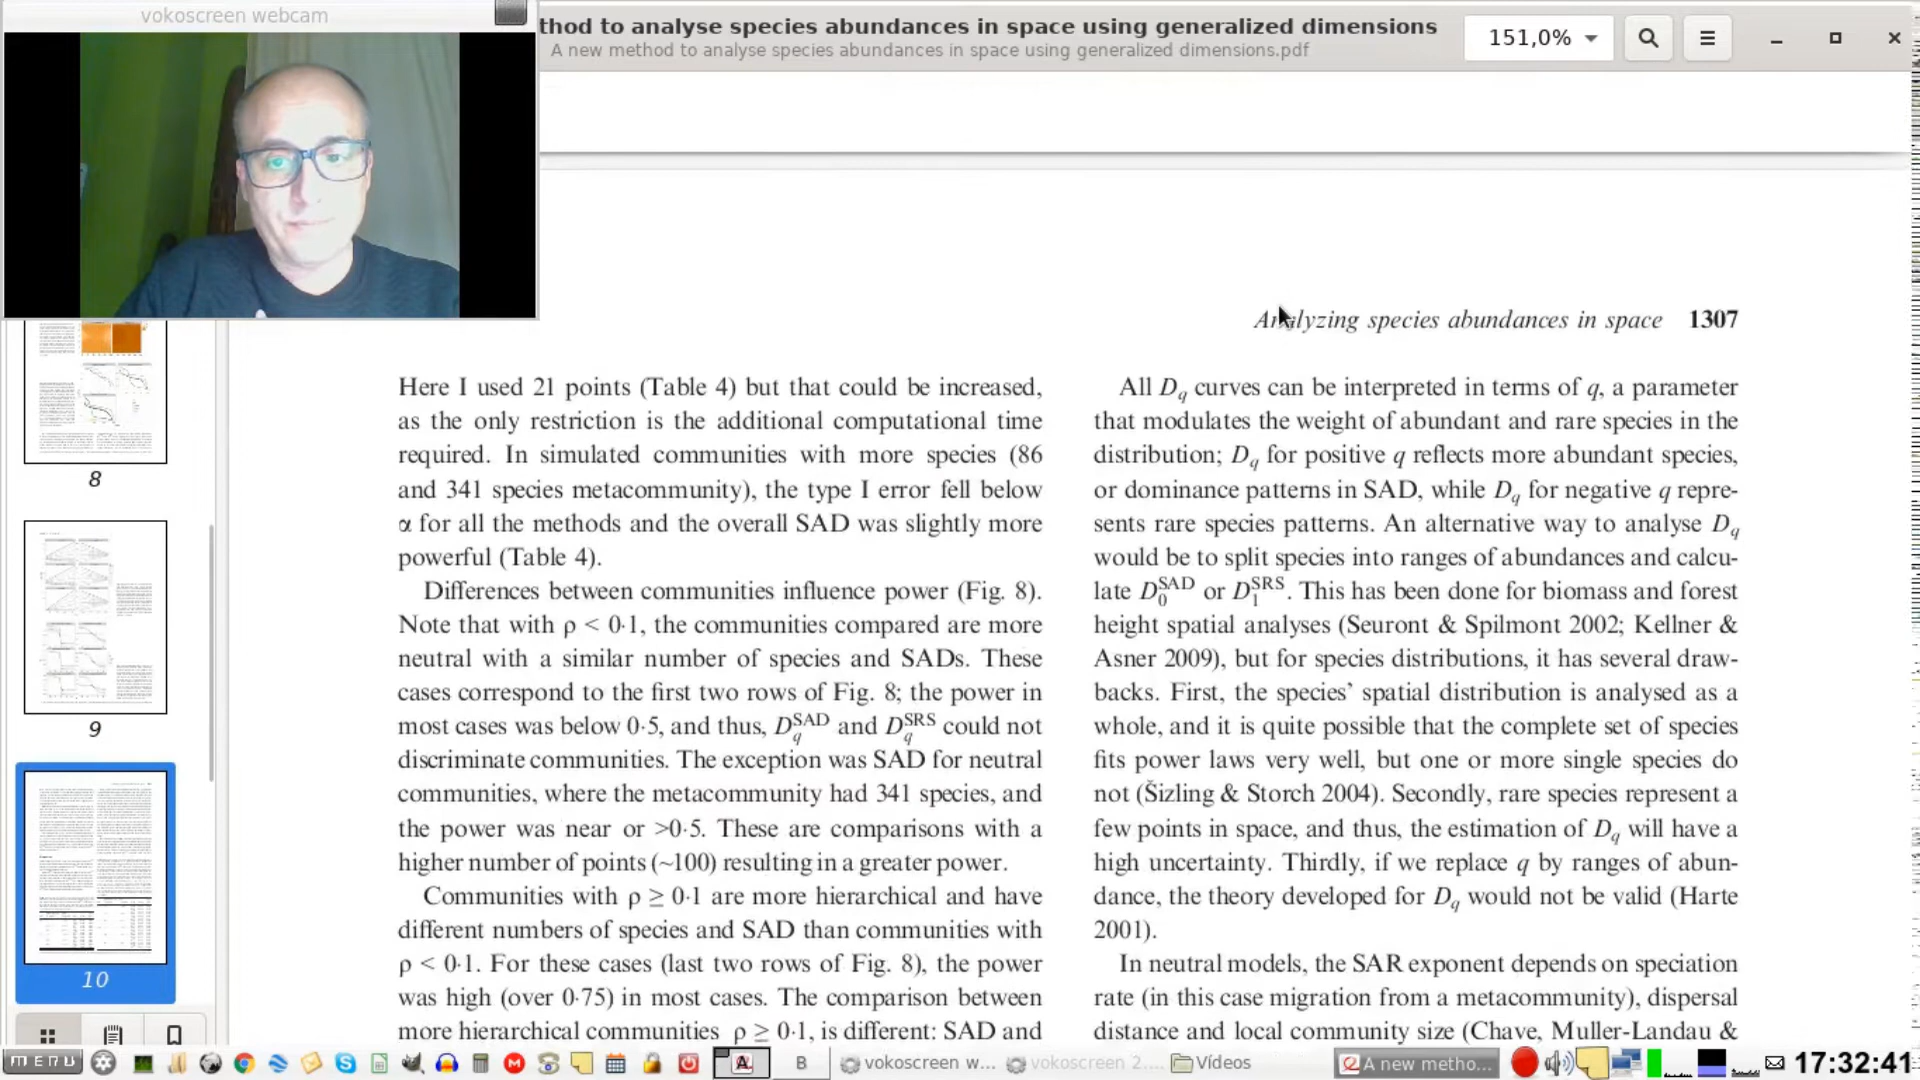 vokoscreen webcam
thod to analyse species abundances in space using generalized dimensions
A new method to analyse species abundances in space using generalized dimensions.pdf
151,0%
Analyzing species abundances in space 1307
Here I used 21 points (Table 4) but that could be increased,
as the only restriction is the additional computational time
required. In simulated communities with more species (86
and 341 species metacommunity), the type I error fell below
α for all the methods and the overall SAD was slightly more
powerful (Table 4).
Differences between communities influence power (Fig. 8).
Note that with ρ < 0·1, the communities compared are more
neutral with a similar number of species and SADs. These
cases correspond to the first two rows of Fig. 8; the power in
most cases was below 0·5, and thus, D_q^SAD and D_q^SRS could not
discriminate communities. The exception was SAD for neutral
communities, where the metacommunity had 341 species, and
the power was near or >0·5. These are comparisons with a
higher number of points (~100) resulting in a greater power.
Communities with ρ ≥ 0·1 are more hierarchical and have
different numbers of species and SAD than communities with
ρ < 0·1. For these cases (last two rows of Fig. 8), the power
was high (over 0·75) in most cases. The comparison between
more hierarchical communities ρ ≥ 0·1, is different: SAD and
All D_q curves can be interpreted in terms of q, a parameter
that modulates the weight of abundant and rare species in the
distribution; D_q for positive q reflects more abundant species,
or dominance patterns in SAD, while D_q for negative q repre-
sents rare species patterns. An alternative way to analyse D_q
would be to split species into ranges of abundances and calcu-
late D_0^SAD or D_1^SRS. This has been done for biomass and forest
height spatial analyses (Seuront & Spilmont 2002; Kellner &
Asner 2009), but for species distributions, it has several draw-
backs. First, the species' spatial distribution is analysed as a
whole, and it is quite possible that the complete set of species
fits power laws very well, but one or more single species do
not (Šizling & Storch 2004). Secondly, rare species represent a
few points in space, and thus, the estimation of D_q will have a
high uncertainty. Thirdly, if we replace q by ranges of abun-
dance, the theory developed for D_q would not be valid (Harte
2001).
In neutral models, the SAR exponent depends on speciation
rate (in this case migration from a metacommunity), dispersal
distance and local community size (Chave, Muller-Landau &
8
9
10
MENU
A
B
vokoscreen w...
vokoscreen 2....
Vídeos
A new metho...
17:32:41